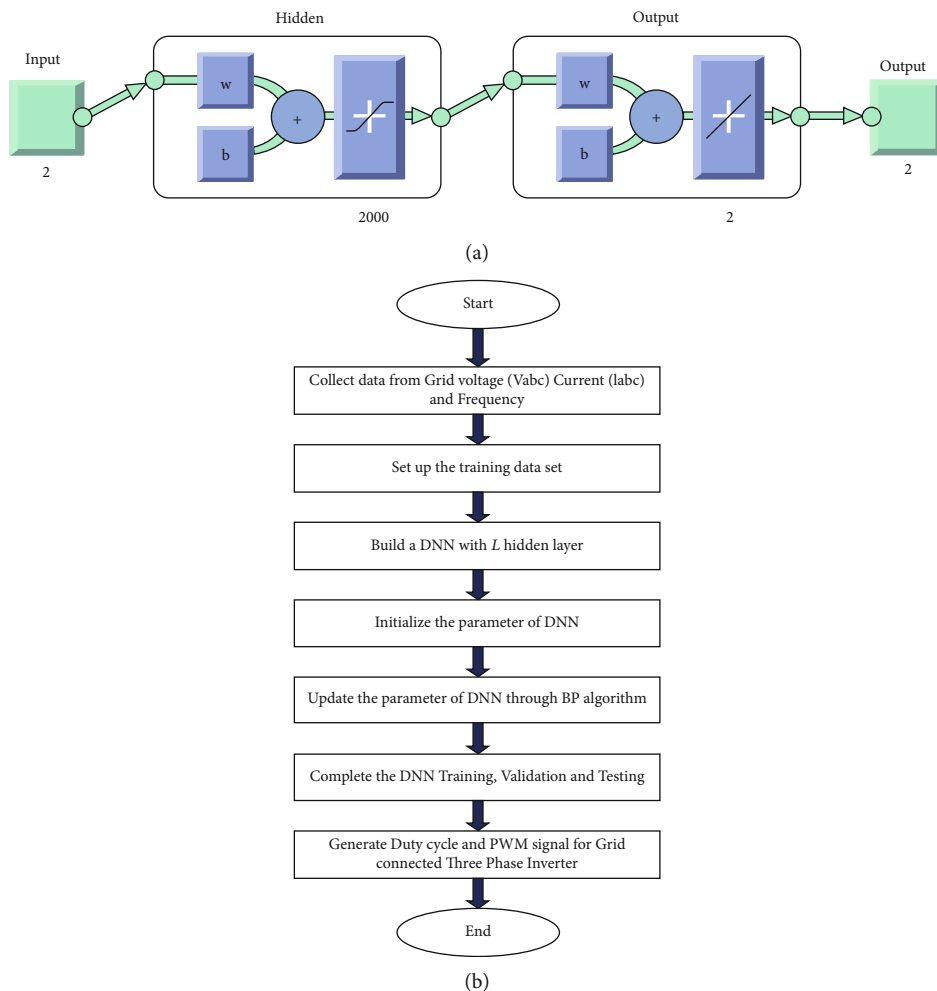 Hidden
Output
Input
Output
w
w
+
+
b
b
2
2
2000
2
(a)
Start
Collect data from Grid voltage (Vabc) Current (labc)
and Frequency
Set up the training data set
Build a DNN with L hidden layer
Initialize the parameter of DNN
Update the parameter of DNN through BP algorithm
Complete the DNN Training, Validation and Testing
Generate Duty cycle and PWM signal for Grid
connected Three Phase Inverter
End
(b)